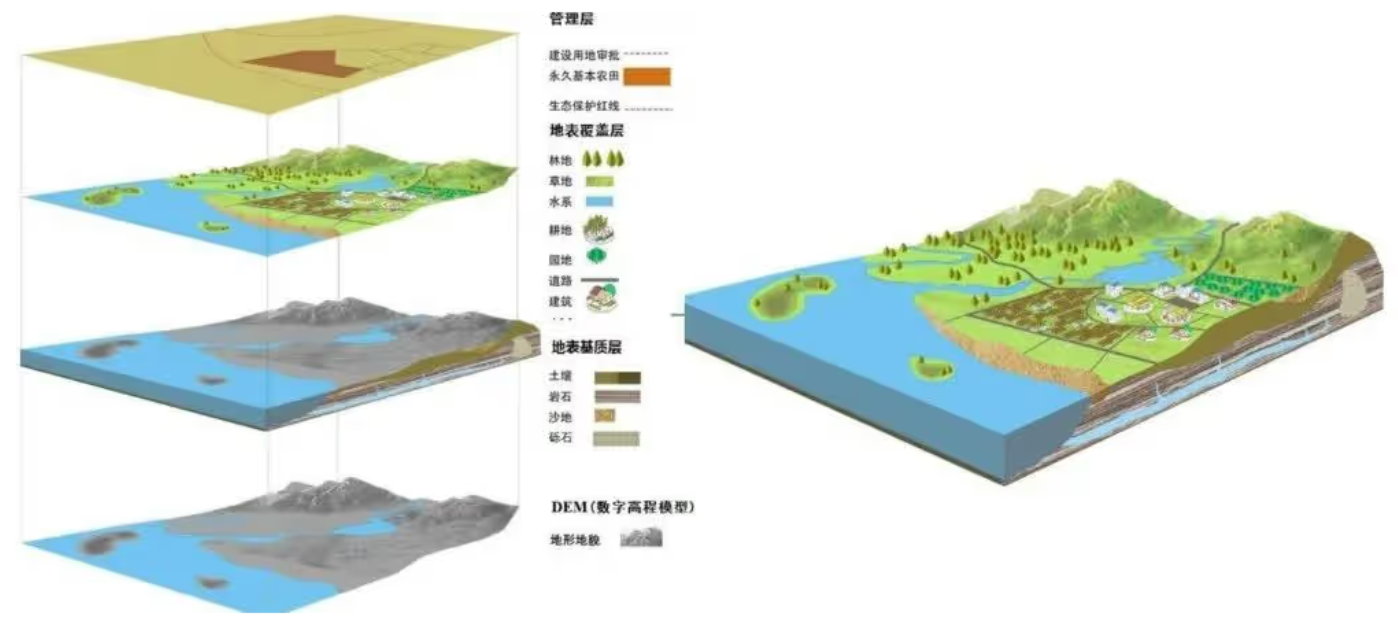 管理层
建设用地审批
永久基本农田
生态保护红线
地表覆盖层
林地
草地
水系
耕地
园地
道路
建筑
...
地表基质层
土壤
岩石
沙地
砾石
DEM(数字高程模型)
地形地貌